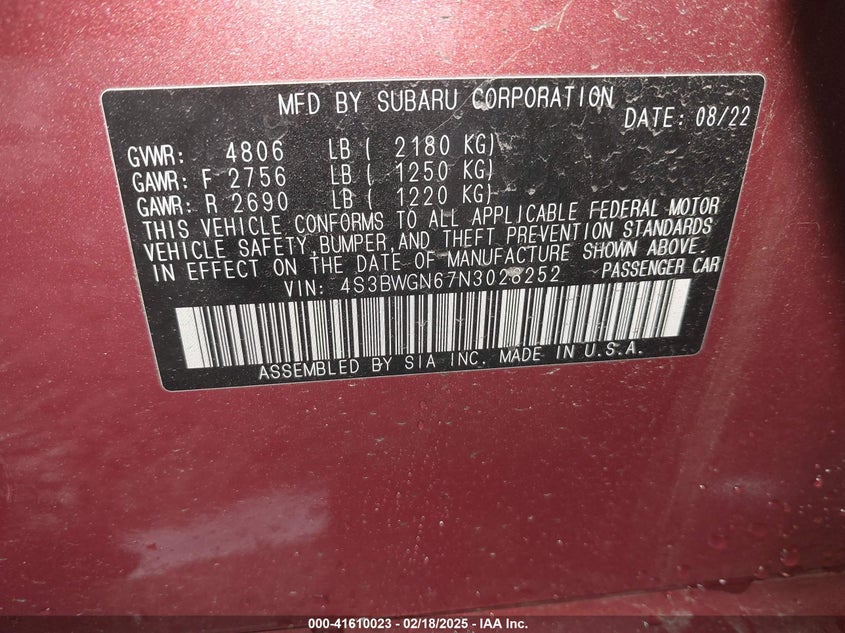 MFD BY SUBARU CORPORATION
DATE: 08/22
GVWR: 4806 LB ( 2180 KG)
GAWR: F 2756 LB ( 1250 KG)
GAWR: R 2690 LB ( 1220 KG)
THIS VEHICLE CONFORMS TO ALL APPLICABLE FEDERAL MOTOR
VEHICLE SAFETY, BUMPER, AND THEFT PREVENTION STANDARDS
IN EFFECT ON THE DATE OF MANUFACTURE SHOWN ABOVE.
VIN: 4S3BWGN67N3028252 PASSENGER CAR
ASSEMBLED BY SIA INC. MADE IN U.S.A.
000-41610023 - 02/18/2025 - IAA Inc.